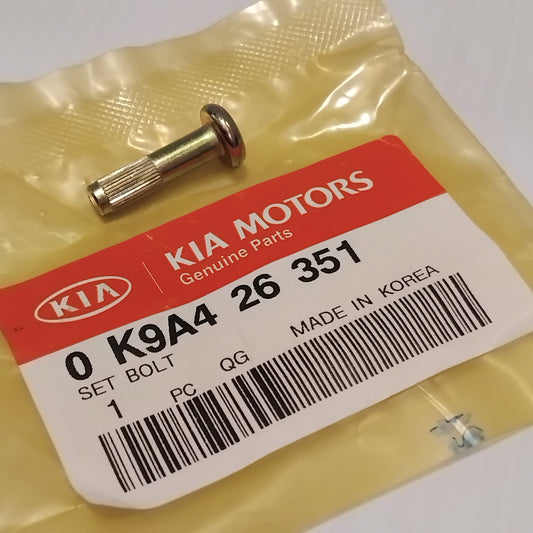 KIA
KIA MOTORS
Genuine Parts
0 K9A4 26 351
SET BOLT
1 PC QG MADE IN KOREA